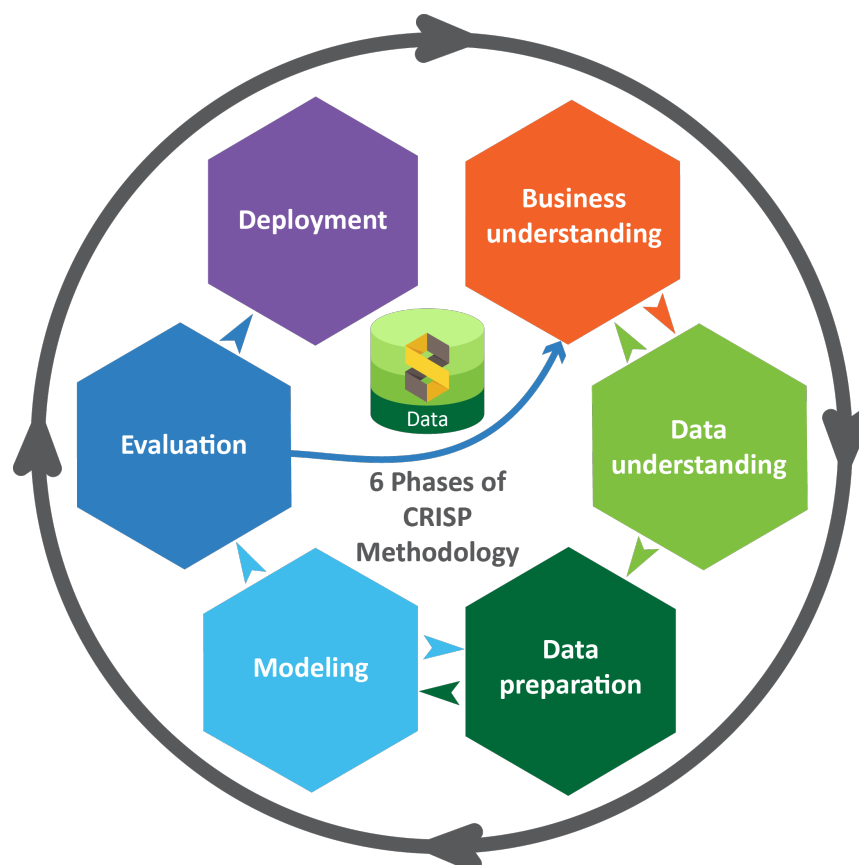 Business
understanding
Data
understanding
Data
preparation
Modeling
Evaluation
Deployment
Data
6 Phases of
CRISP
Methodology